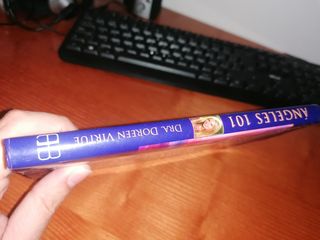 ÁNGELES 101
DRA. DOREEN VIRTUE